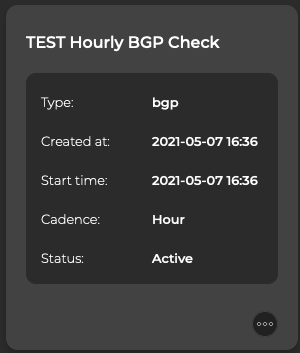 TEST Hourly BGP Check
Type: bgp
Created at: 2021-05-07 16:36
Start time: 2021-05-07 16:36
Cadence: Hour
Status: Active